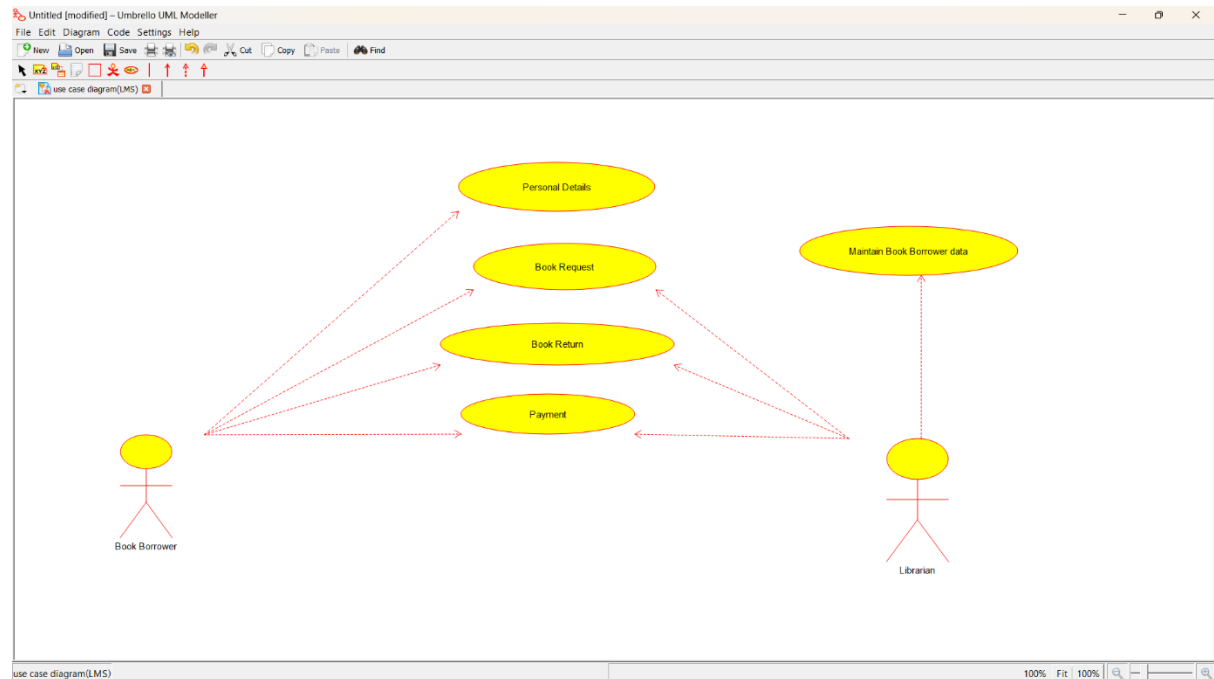 Untitled [modified] – Umbrello UML Modeller
File Edit Diagram Code Settings Help
New Open Save Cut Copy Paste Find
use case diagram(LMS)
Personal Details
Maintain Book Borrower data
Book Request
Book Return
Payment
Book Borrower
Librarian
use case diagram(LMS) 100% Fit 100%